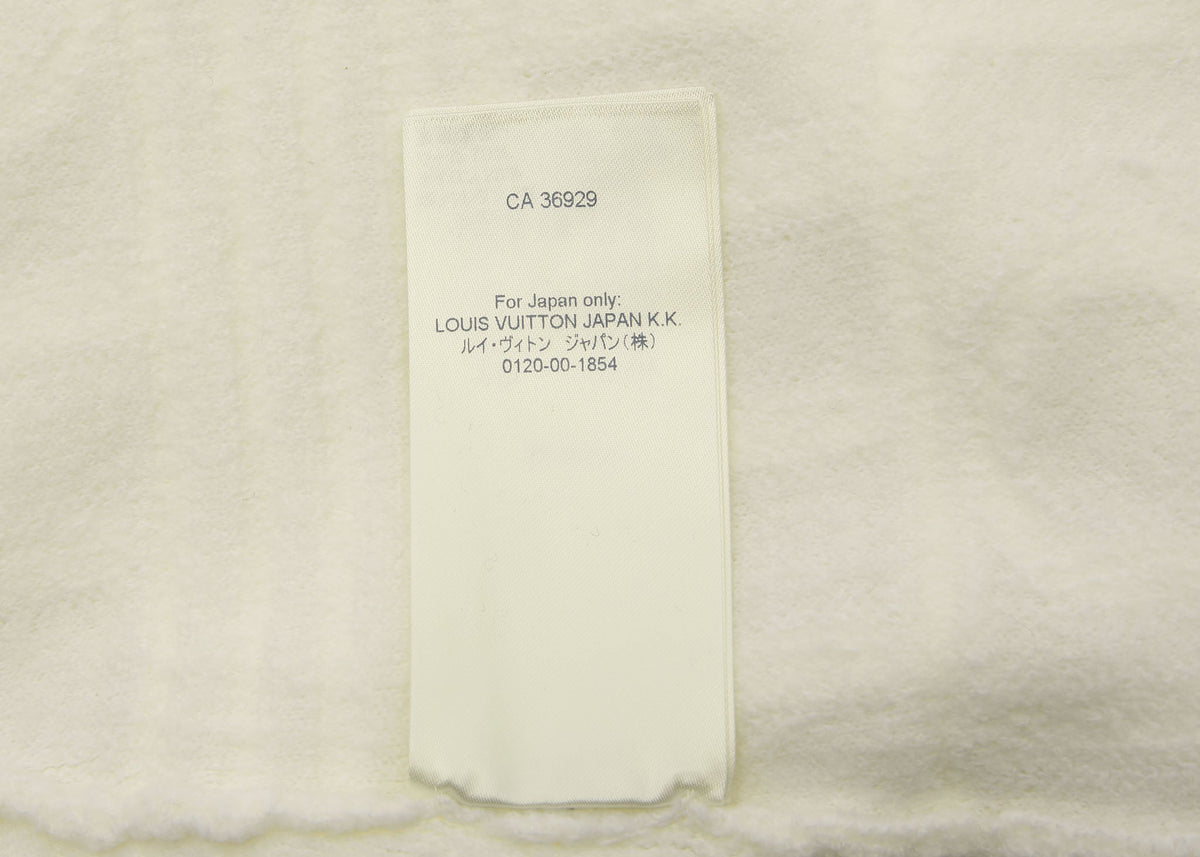 CA 36929
For Japan only:
LOUIS VUITTON JAPAN K.K.
ルイ・ヴィトン　ジャパン（株）
0120-00-1854